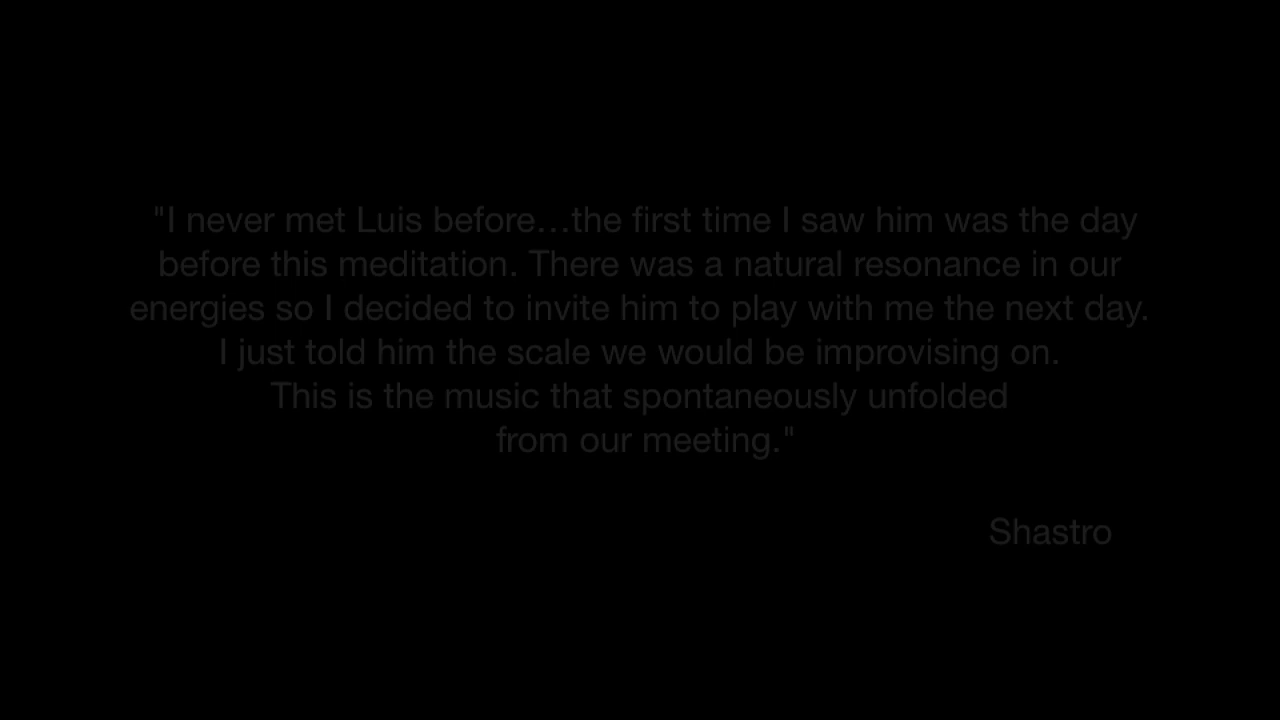 "I never met Luis before…the first time I saw him was the day
before this meditation. There was a natural resonance in our
energies so I decided to invite him to play with me the next day.
I just told him the scale we would be improvising on.
This is the music that spontaneously unfolded
from our meeting."
Shastro